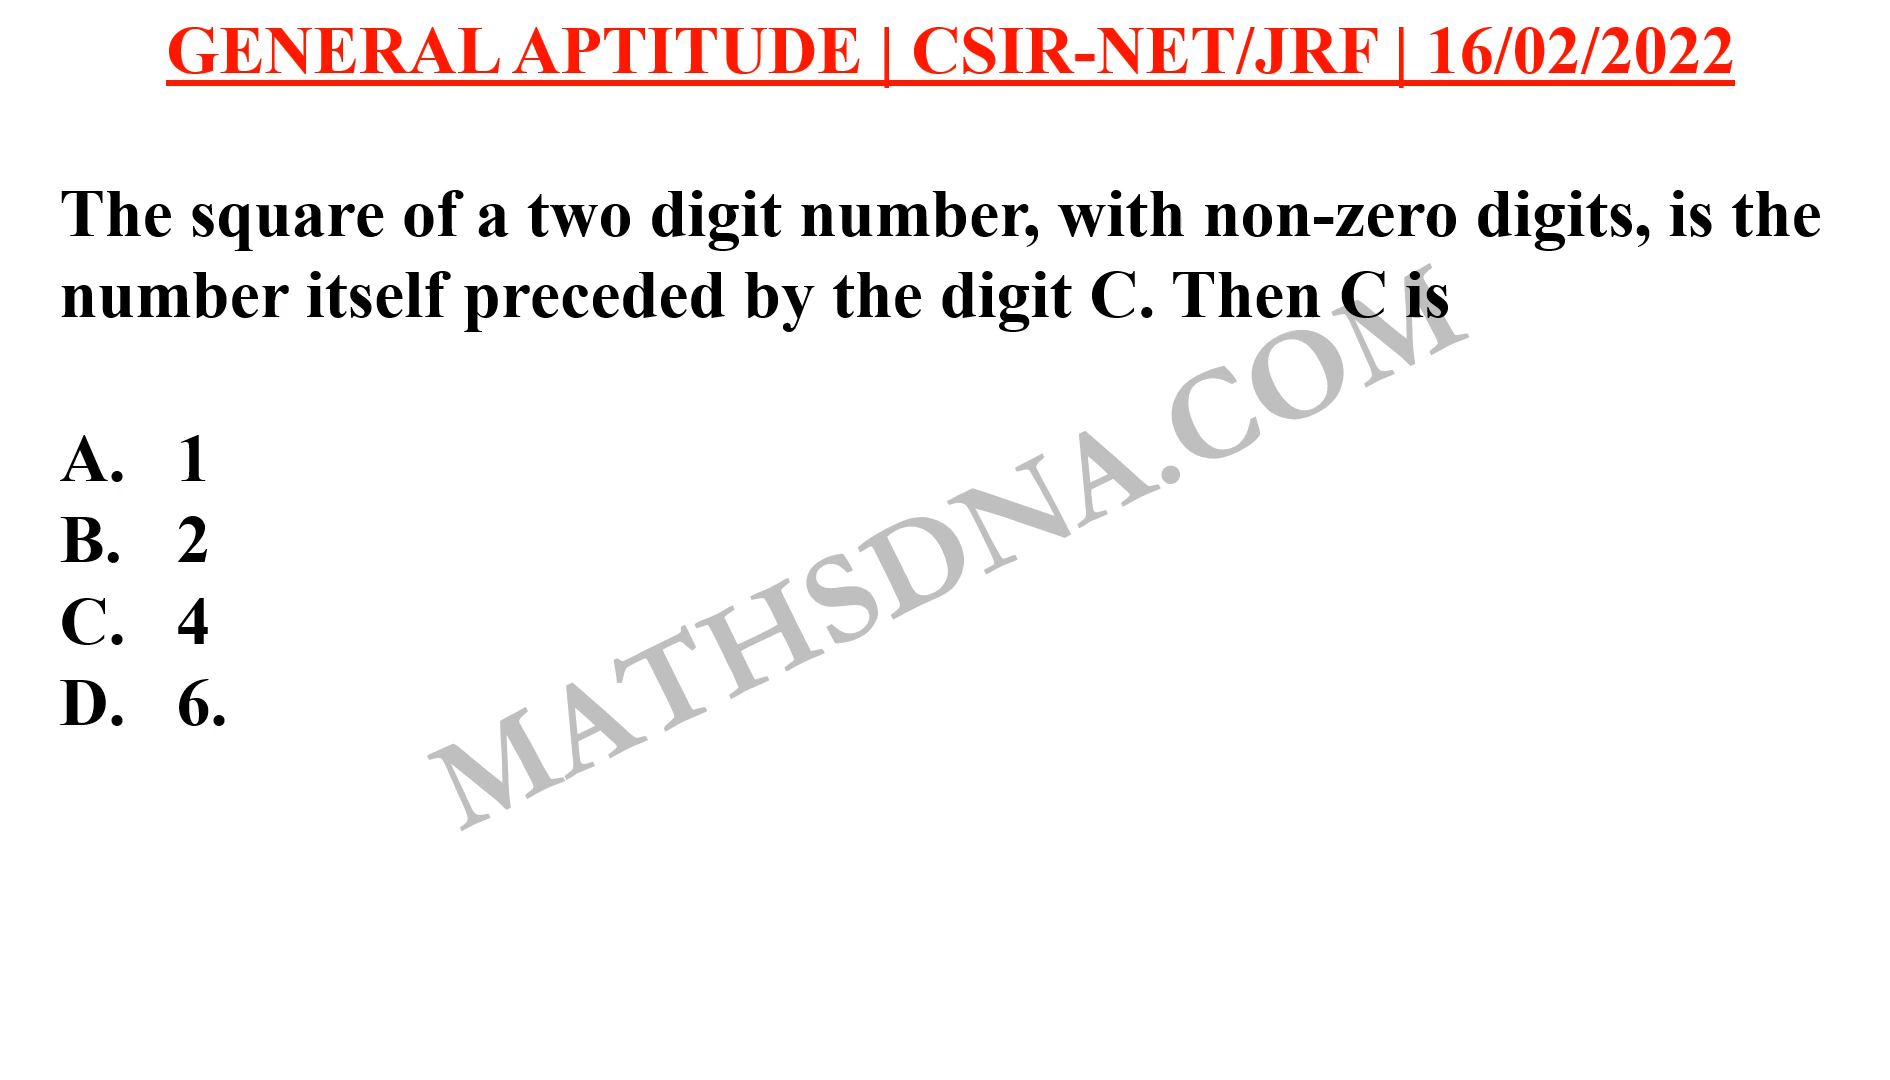 GENERAL APTITUDE | CSIR-NET/JRF | 16/02/2022
The square of a two digit number, with non-zero digits, is the
number itself preceded by the digit C. Then C is
A. 1
B. 2
C. 4
D. 6.
MATHSDNA.COM